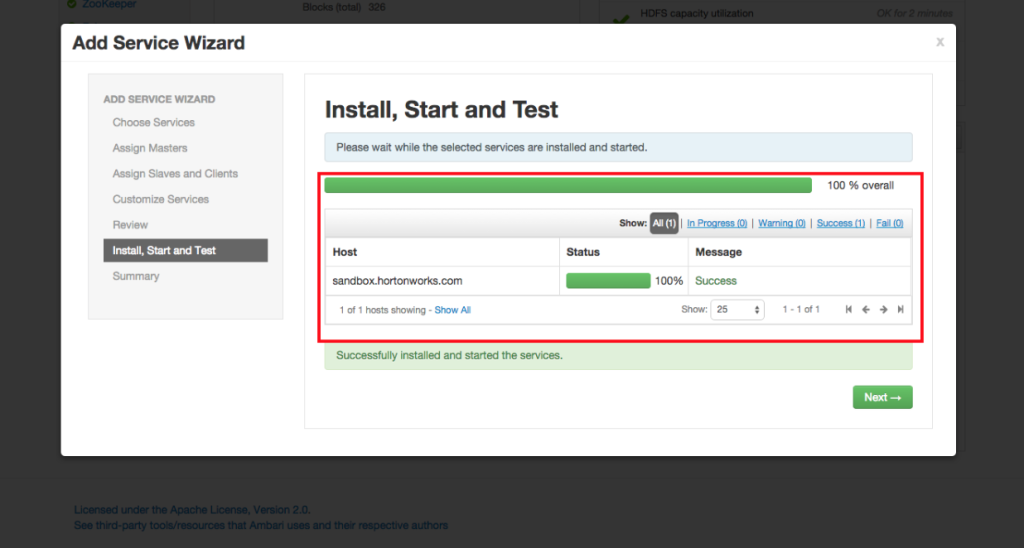 ZooKeeper
Blocks (total) 326
HDFS capacity utilization
OK for 2 minutes
Add Service Wizard
x
ADD SERVICE WIZARD
Choose Services
Assign Masters
Assign Slaves and Clients
Customize Services
Review
Install, Start and Test
Summary
Install, Start and Test
Please wait while the selected services are installed and started.
100 % overall
Show: All (1) | In Progress (0) | Warning (0) | Success (1) | Fail (0)
Host Status Message
sandbox.hortonworks.com 100% Success
1 of 1 hosts showing - Show All Show: 25 1 - 1 of 1
Successfully installed and started the services.
Next →
Licensed under the Apache License, Version 2.0.
See third-party tools/resources that Ambari uses and their respective authors